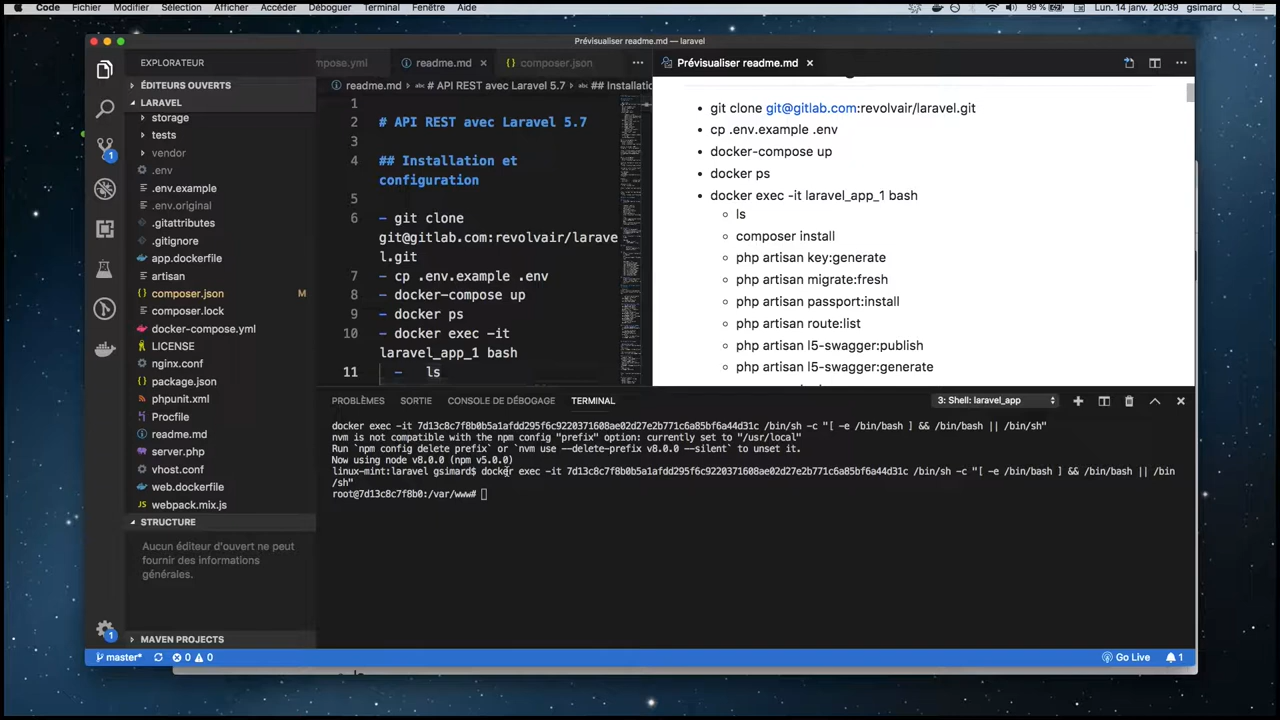 Code Fichier Modifier Sélection Afficher Accéder Déboguer Terminal Fenêtre Aide 99 % Lun. 14 janv. 20:39 gsimard
Prévisualiser readme.md — laravel
EXPLORATEUR
ÉDITEURS OUVERTS
LARAVEL
storage
tests
vendor
.env
.env.example
.env.original
.gitattributes
.gitignore
app.dockerfile
artisan
composer.json M
composer.lock
docker-compose.yml
LICENSE
nginx.conf
package.json
phpunit.xml
Procfile
readme.md
server.php
vhost.conf
web.dockerfile
webpack.mix.js
STRUCTURE
Aucun éditeur d'ouvert ne peut
fournir des informations
générales.
MAVEN PROJECTS
mpose.yml readme.md × composer.json ···
readme.md › # API REST avec Laravel 5.7 › ## Installatio
1
2 # API REST avec Laravel 5.7
3
4 ## Installation et
configuration
5
6 - git clone
git@gitlab.com:revolvair/larave
l.git
7 - cp .env.example .env
8 - docker-compose up
9 - docker ps
10 - docker exec -it
laravel_app_1 bash
11 - ls
Prévisualiser readme.md × ···
• git clone git@gitlab.com:revolvair/laravel.git
• cp .env.example .env
• docker-compose up
• docker ps
• docker exec -it laravel_app_1 bash
◦ ls
◦ composer install
◦ php artisan key:generate
◦ php artisan migrate:fresh
◦ php artisan passport:install
◦ php artisan route:list
◦ php artisan l5-swagger:publish
◦ php artisan l5-swagger:generate
PROBLÈMES SORTIE CONSOLE DE DÉBOGAGE TERMINAL 3: Shell: laravel_app
docker exec -it 7d13c8c7f8b0b5a1afdd295f6c9220371608ae02d27e2b771c6a85bf64a44d31c /bin/sh -c "[ -e /bin/bash ] && /bin/bash || /bin/sh"
nvm is not compatible with the npm config "prefix" option: currently set to "/usr/local"
Run `npm config delete prefix` or `nvm use --delete-prefix v8.0.0 --silent` to unset it.
Now using node v8.0.0 (npm v5.0.0)
linux-mint:laravel gsimard$ docker exec -it 7d13c8c7f8b0b5a1afdd295f6c9220371608ae02d27e2b771c6a85bf64a44d31c /bin/sh -c "[ -e /bin/bash ] && /bin/bash || /bin
/sh"
root@7d13c8c7f8b0:/var/www#
master* 0 0 Go Live 1